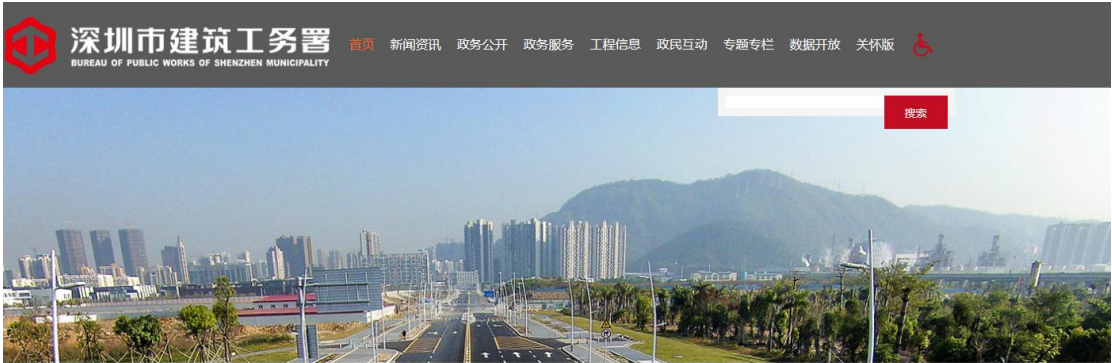 深圳市建筑工务署
BUREAU OF PUBLIC WORKS OF SHENZHEN MUNICIPALITY
首页 新闻资讯 政务公开 政务服务 工程信息 政民互动 专题专栏 数据开放 关怀版
搜索